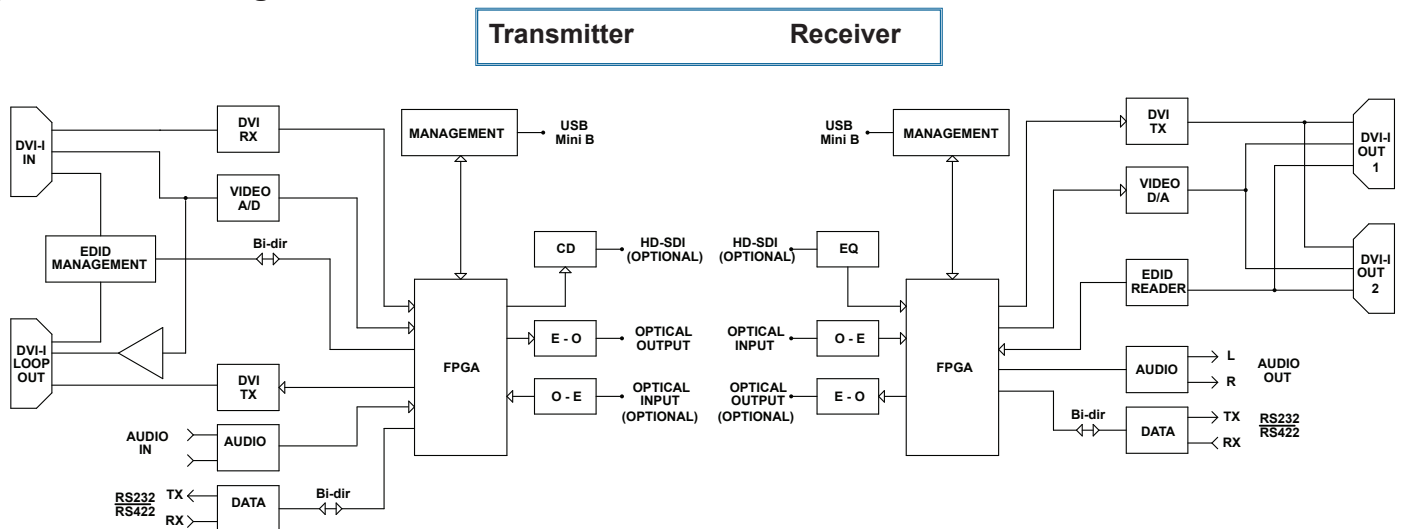 Transmitter Receiver
DVI-I
IN
DVI
RX
MANAGEMENT
USB
Mini B
VIDEO
A/D
EDID
MANAGEMENT
Bi-dir
CD
HD-SDI
(OPTIONAL)
FPGA
E - O
OPTICAL
OUTPUT
O - E
OPTICAL
INPUT
(OPTIONAL)
DVI-I
LOOP
OUT
DVI
TX
AUDIO
IN
AUDIO
RS232
RS422
TX
RX
DATA
Bi-dir
USB
Mini B
MANAGEMENT
DVI
TX
DVI-I
OUT
1
VIDEO
D/A
HD-SDI
(OPTIONAL)
EQ
EDID
READER
DVI-I
OUT
2
OPTICAL
INPUT
O - E
FPGA
OPTICAL
OUTPUT
(OPTIONAL)
E - O
AUDIO
L
R
AUDIO
OUT
Bi-dir
DATA
TX
RX
RS232
RS422